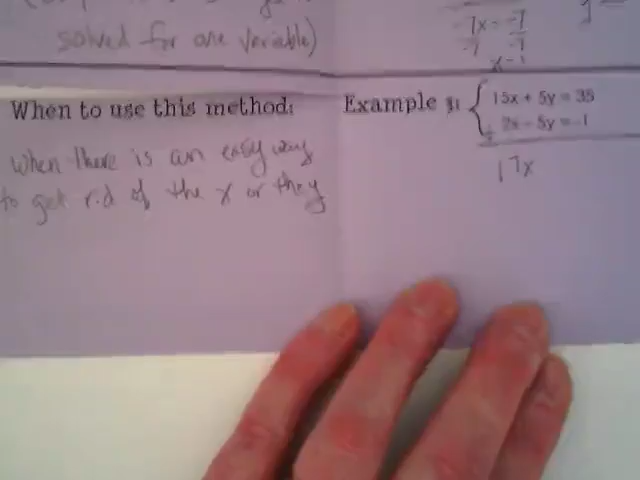 solved for one variable)
-7x = -7
-7 -7
x = 1
When to use this method:
When there is an easy way
to get rid of the x or the y
Example 3:
15x + 5y = 35
+ 2x - 5y = -1
17x